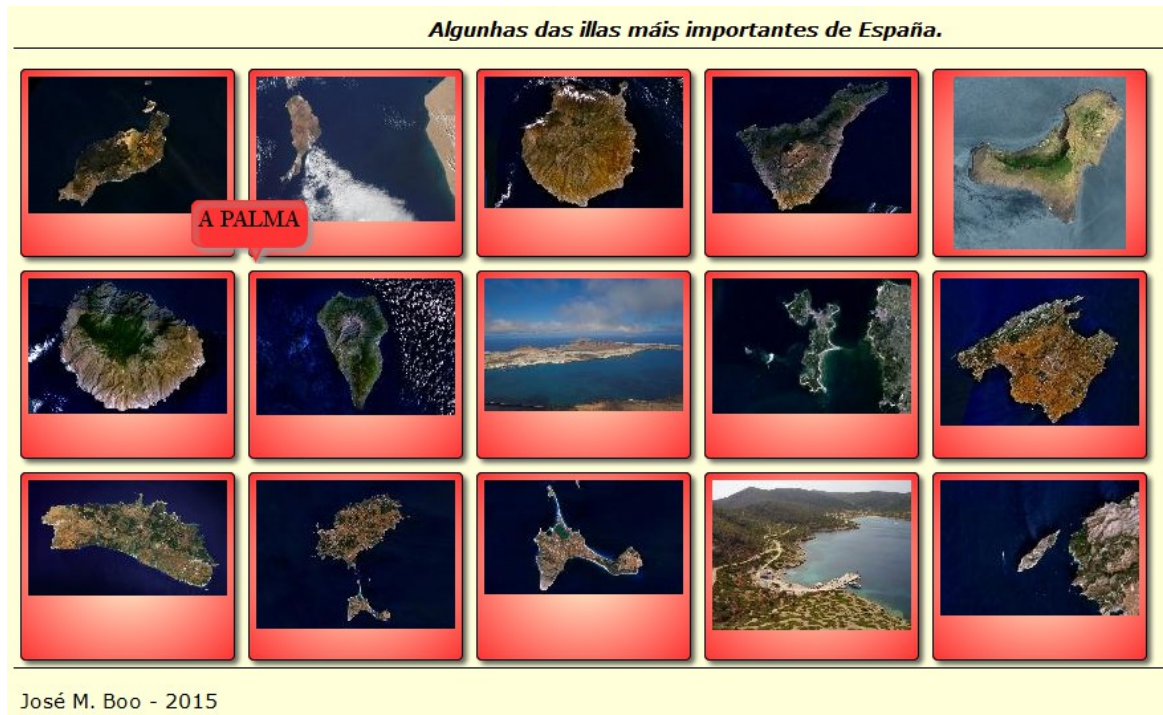 Algunhas das illas máis importantes de España.
A PALMA
José M. Boo - 2015